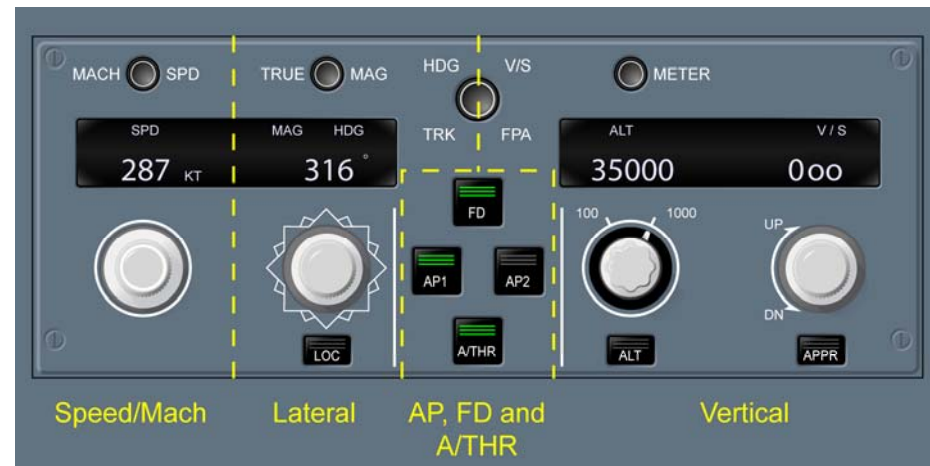 MACH SPD
TRUE MAG
HDG V/S
METER
TRK FPA
SPD
MAG HDG
ALT
V/S
287 KT
316°
35000
0oo
FD
100 1000
UP
AP1 AP2
DN
LOC
A/THR
ALT
APPR
Speed/Mach
Lateral
AP, FD and
A/THR
Vertical